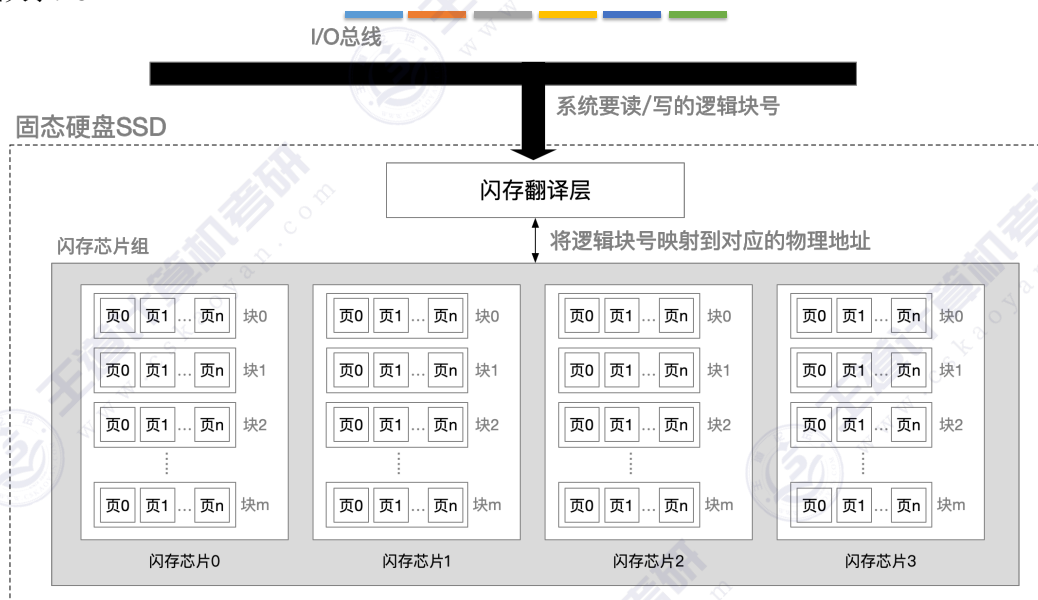 I/O总线
系统要读/写的逻辑块号
固态硬盘SSD
闪存翻译层
将逻辑块号映射到对应的物理地址
闪存芯片组
页0 页1 ... 页n 块0 页0 页1 ... 页n 块0 页0 页1 ... 页n 块0 页0 页1 ... 页n 块0
页0 页1 ... 页n 块1 页0 页1 ... 页n 块1 页0 页1 ... 页n 块1 页0 页1 ... 页n 块1
页0 页1 ... 页n 块2 页0 页1 ... 页n 块2 页0 页1 ... 页n 块2 页0 页1 ... 页n 块2
页0 页1 ... 页n 块m 页0 页1 ... 页n 块m 页0 页1 ... 页n 块m 页0 页1 ... 页n 块m
闪存芯片0 闪存芯片1 闪存芯片2 闪存芯片3
王道计算机考研
www.cskaoyan.com